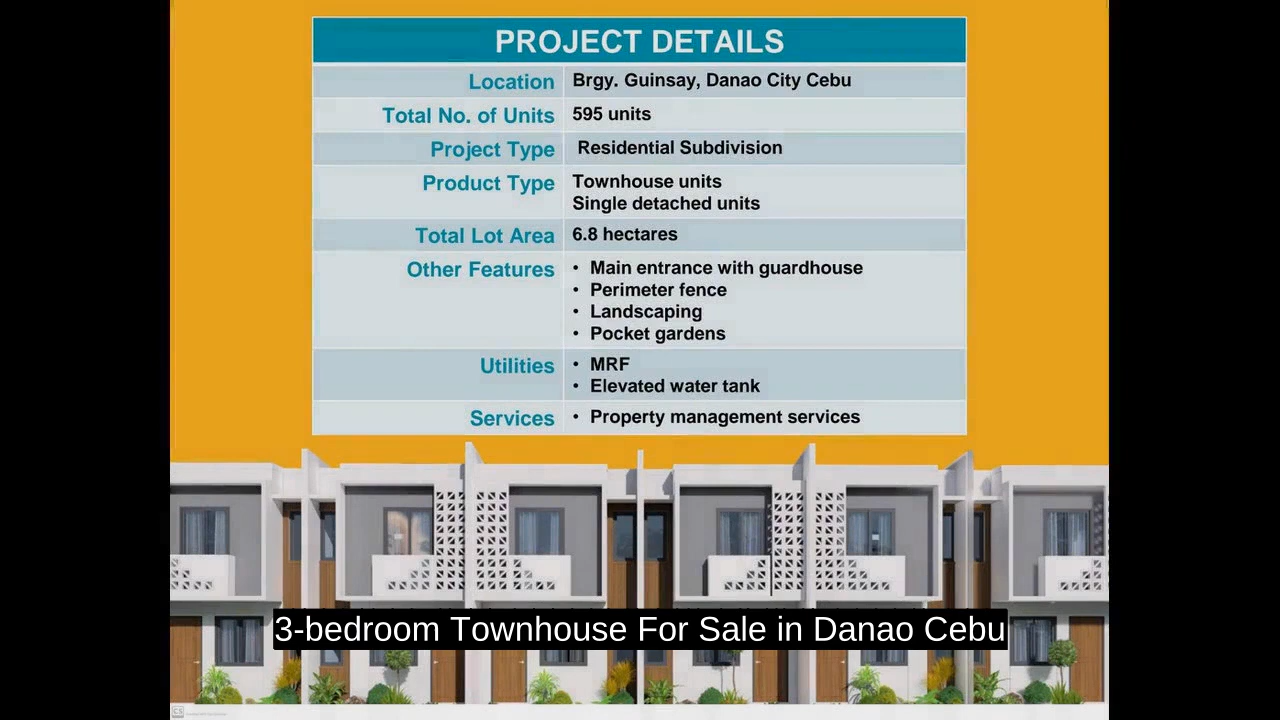 PROJECT DETAILS
Location Brgy. Guinsay, Danao City Cebu
Total No. of Units 595 units
Project Type Residential Subdivision
Product Type Townhouse units
Single detached units
Total Lot Area 6.8 hectares
Other Features • Main entrance with guardhouse
• Perimeter fence
• Landscaping
• Pocket gardens
Utilities • MRF
• Elevated water tank
Services • Property management services
3-bedroom Townhouse For Sale in Danao Cebu